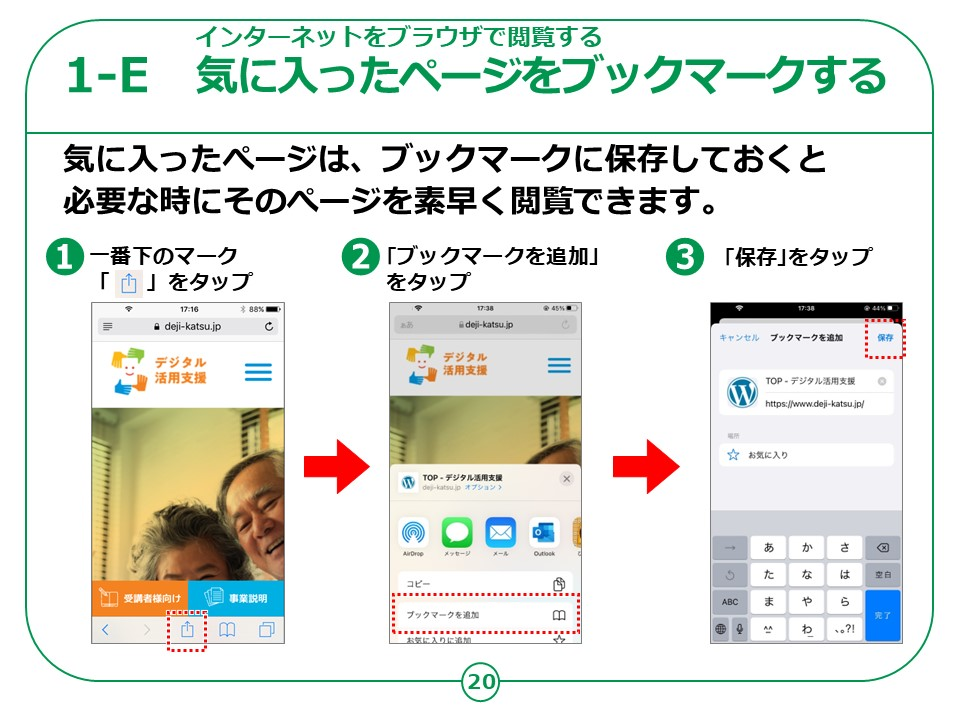 インターネットをブラウザで閲覧する
1-E 気に入ったページをブックマークする
気に入ったページは、ブックマークに保存しておくと
必要な時にそのページを素早く閲覧できます。
1 一番下のマーク
「 」をタップ
2 「ブックマークを追加」
をタップ
3 「保存」をタップ
17:16 88%
deji-katsu.jp
デジタル
活用支援
受講者様向け 事業説明
17:38 45%
ぁあ deji-katsu.jp
デジタル
活用支援
TOP - デジタル活用支援
deji-katsu.jp オプション >
AirDrop メッセージ メール Outlook
コピー
ブックマークを追加
お気に入りに追加
17:38 44%
キャンセル ブックマークを追加 保存
TOP - デジタル活用支援
https://www.deji-katsu.jp/
場所
お気に入り
→ あ か さ
た な は 空白
ABC ま や ら
完了
^^ わ 、。?!
20